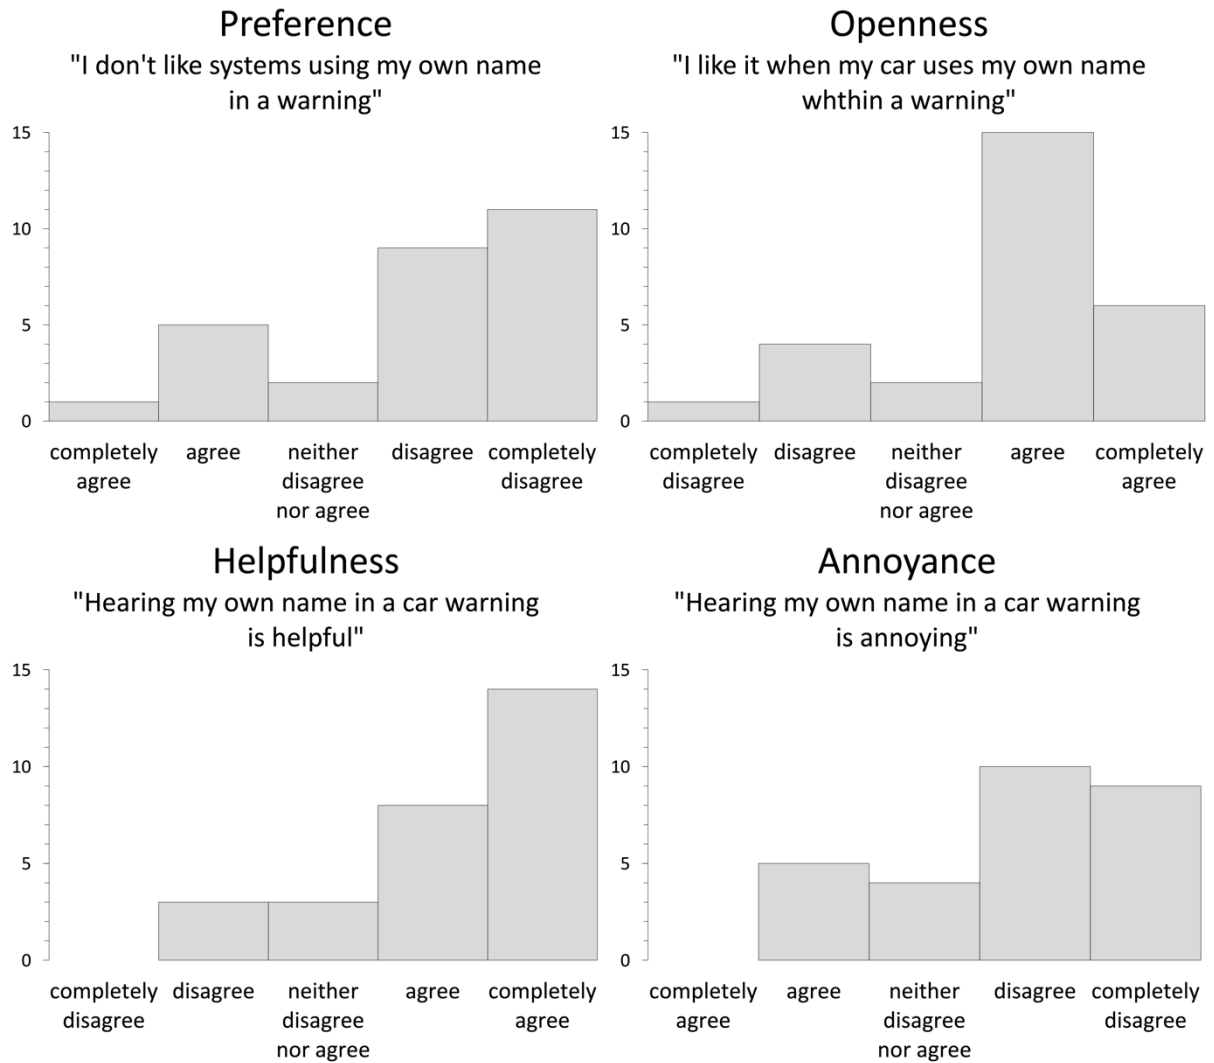 Preference
"I don't like systems using my own name
in a warning"
15
10
5
0
completely
agree
agree
neither
disagree
nor agree
disagree
completely
disagree
Openness
"I like it when my car uses my own name
whthin a warning"
15
10
5
0
completely
disagree
disagree
neither
disagree
nor agree
agree
completely
agree
Helpfulness
"Hearing my own name in a car warning
is helpful"
15
10
5
0
completely
disagree
disagree
neither
disagree
nor agree
agree
completely
agree
Annoyance
"Hearing my own name in a car warning
is annoying"
15
10
5
0
completely
agree
agree
neither
disagree
nor agree
disagree
completely
disagree